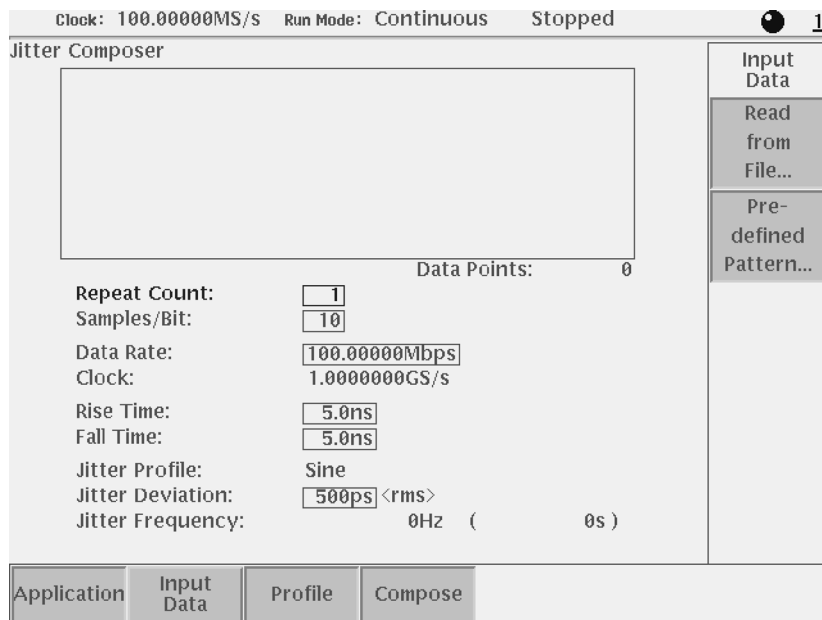 Clock: 100.00000MS/s Run Mode: Continuous Stopped 1
Jitter Composer
Input
Data
Read
from
File...
Pre-
defined
Pattern...
Data Points: 0
Repeat Count: 1
Samples/Bit: 10
Data Rate: 100.00000Mbps
Clock: 1.0000000GS/s
Rise Time: 5.0ns
Fall Time: 5.0ns
Jitter Profile: Sine
Jitter Deviation: 500ps <rms>
Jitter Frequency: 0Hz ( 0s )
Application
Input
Data
Profile
Compose